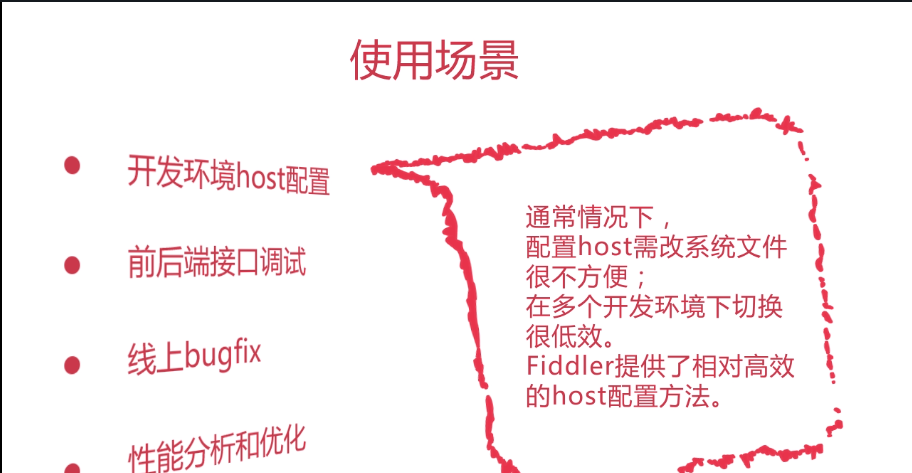 使用场景
开发环境host配置
前后端接口调试
线上bugfix
性能分析和优化
通常情况下，
配置host需改系统文件
很不方便；
在多个开发环境下切换
很低效。
Fiddler提供了相对高效
的host配置方法。